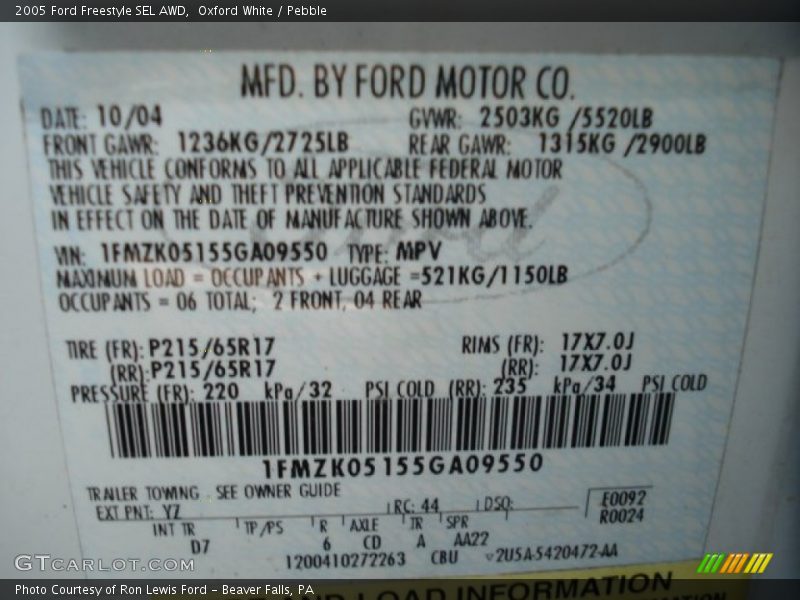 2005 Ford Freestyle SEL AWD, Oxford White / Pebble
MFD. BY FORD MOTOR CO.
DATE: 10/04 GVWR: 2503KG /5520LB
FRONT GAWR: 1236KG/2725LB REAR GAWR: 1315KG /2900LB
THIS VEHICLE CONFORMS TO ALL APPLICABLE FEDERAL MOTOR
VEHICLE SAFETY AND THEFT PREVENTION STANDARDS
IN EFFECT ON THE DATE OF MANUFACTURE SHOWN ABOVE.
VIN: 1FMZK05155GA09550 TYPE: MPV
MAXIMUM LOAD = OCCUPANTS + LUGGAGE =521KG/1150LB
OCCUPANTS = 06 TOTAL; 2 FRONT, 04 REAR
TIRE (FR): P215/65R17 RIMS (FR): 17X7.0J
(RR): P215/65R17 (RR): 17X7.0J
PRESSURE (FR): 220 kPa/32 PSI COLD (RR): 235 kPa/34 PSI COLD
1FMZK05155GA09550
TRAILER TOWING - SEE OWNER GUIDE
EXT PNT: YZ RC: 44 DSO: E0092
R0024
INT TR TP/PS R AXLE TR SPR
D7 6 CD A AA22
1200410272263 CBU 2U5A-5420472-AA
AND LOAD INFORMATION
GTCarLot.com
Photo Courtesy of Ron Lewis Ford - Beaver Falls, PA